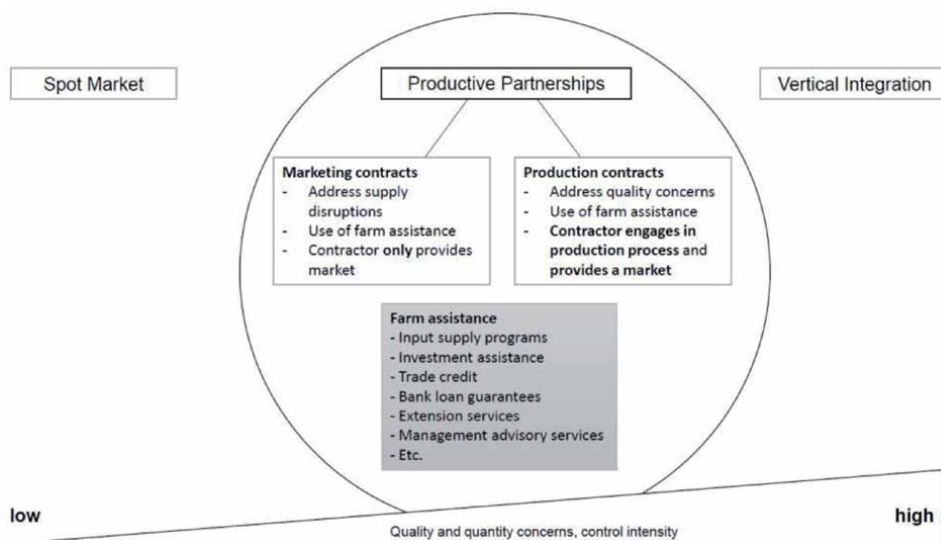 Spot Market
Productive Partnerships
Vertical Integration
Marketing contracts
- Address supply
disruptions
- Use of farm assistance
- Contractor only provides
market
Production contracts
- Address quality concerns
- Use of farm assistance
- Contractor engages in
production process and
provides a market
Farm assistance
- Input supply programs
- Investment assistance
- Trade credit
- Bank loan guarantees
- Extension services
- Management advisory services
- Etc.
low
high
Quality and quantity concerns, control intensity